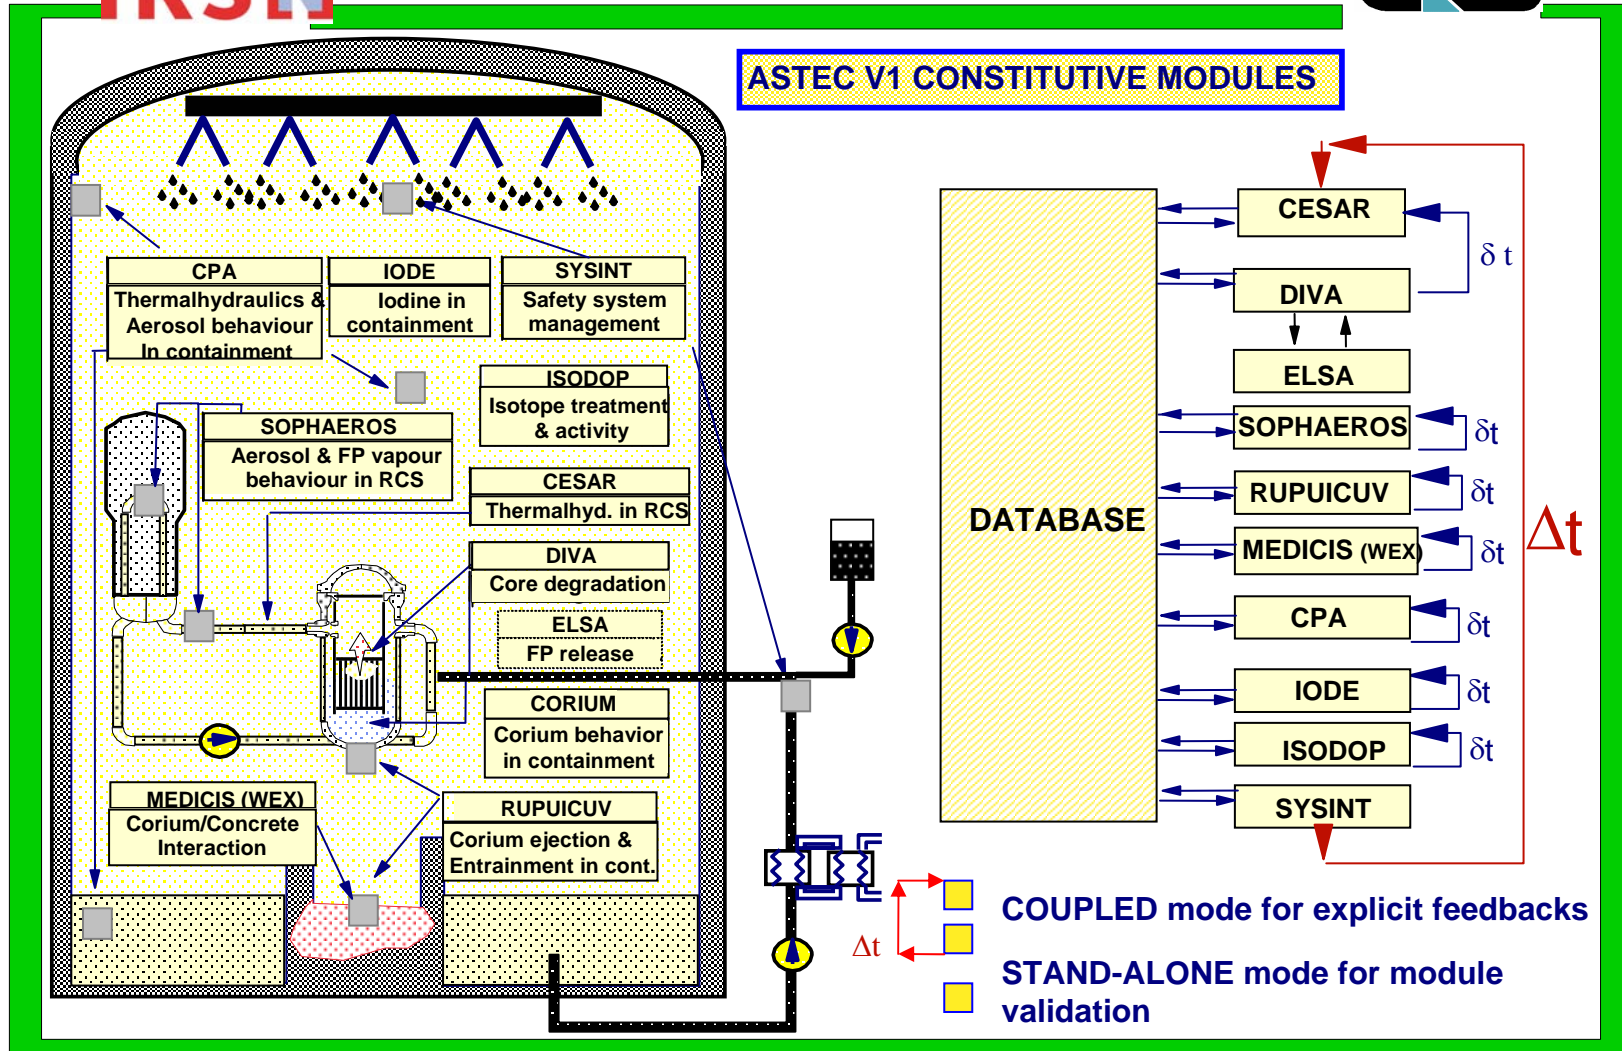 IRSN
ASTEC V1 CONSTITUTIVE MODULES
CPA
Thermalhydraulics &
Aerosol behaviour
In containment
IODE
Iodine in
containment
SYSINT
Safety system
management
ISODOP
Isotope treatment
& activity
SOPHAEROS
Aerosol & FP vapour
behaviour in RCS
CESAR
Thermalhyd. in RCS
DIVA
Core degradation
ELSA
FP release
CORIUM
Corium behavior
in containment
MEDICIS (WEX)
Corium/Concrete
Interaction
RUPUICUV
Corium ejection &
Entrainment in cont.
DATABASE
CESAR
δ t
DIVA
ELSA
SOPHAEROS
δt
RUPUICUV
δt
MEDICIS (WEX)
δt
Δt
CPA
δt
IODE
δt
ISODOP
δt
SYSINT
Δt
COUPLED mode for explicit feedbacks
STAND-ALONE mode for module
validation